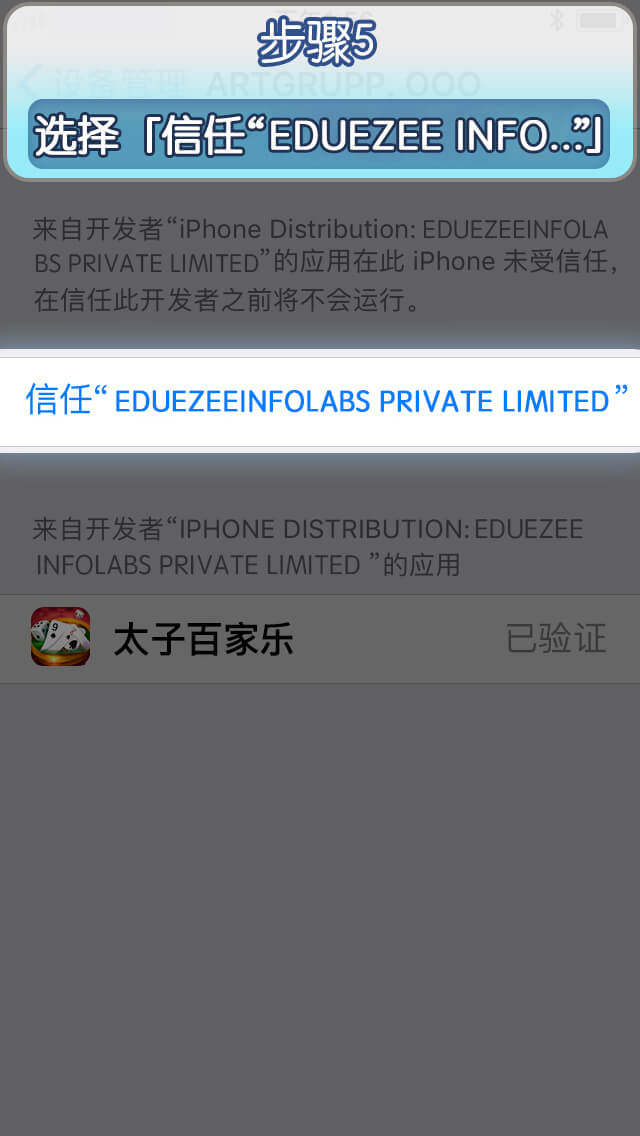 步骤5
设备管理 ARTGRUPP, OOO
选择「信任“EDUEZEE INFO...”」
来自开发者“iPhone Distribution: EDUEZEEINFOLA
BS PRIVATE LIMITED”的应用在此 iPhone 未受信任，
在信任此开发者之前将不会运行。
信任“ EDUEZEEINFOLABS PRIVATE LIMITED ”
来自开发者“IPHONE DISTRIBUTION: EDUEZEE
INFOLABS PRIVATE LIMITED ”的应用
太子百家乐 已验证